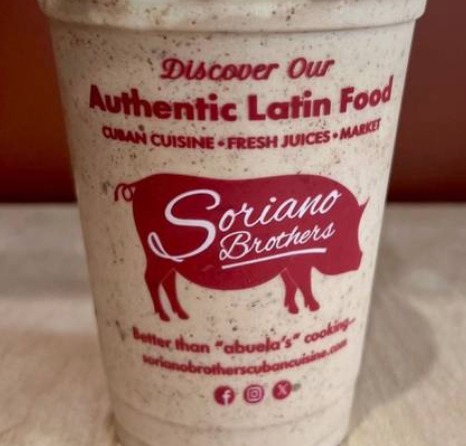 Discover Our
Authentic Latin Food
CUBAN CUISINE • FRESH JUICES • MARKET
Soriano
Brothers
Better than "abuela's" cooking...
sorianobrotherscubancuisine.com